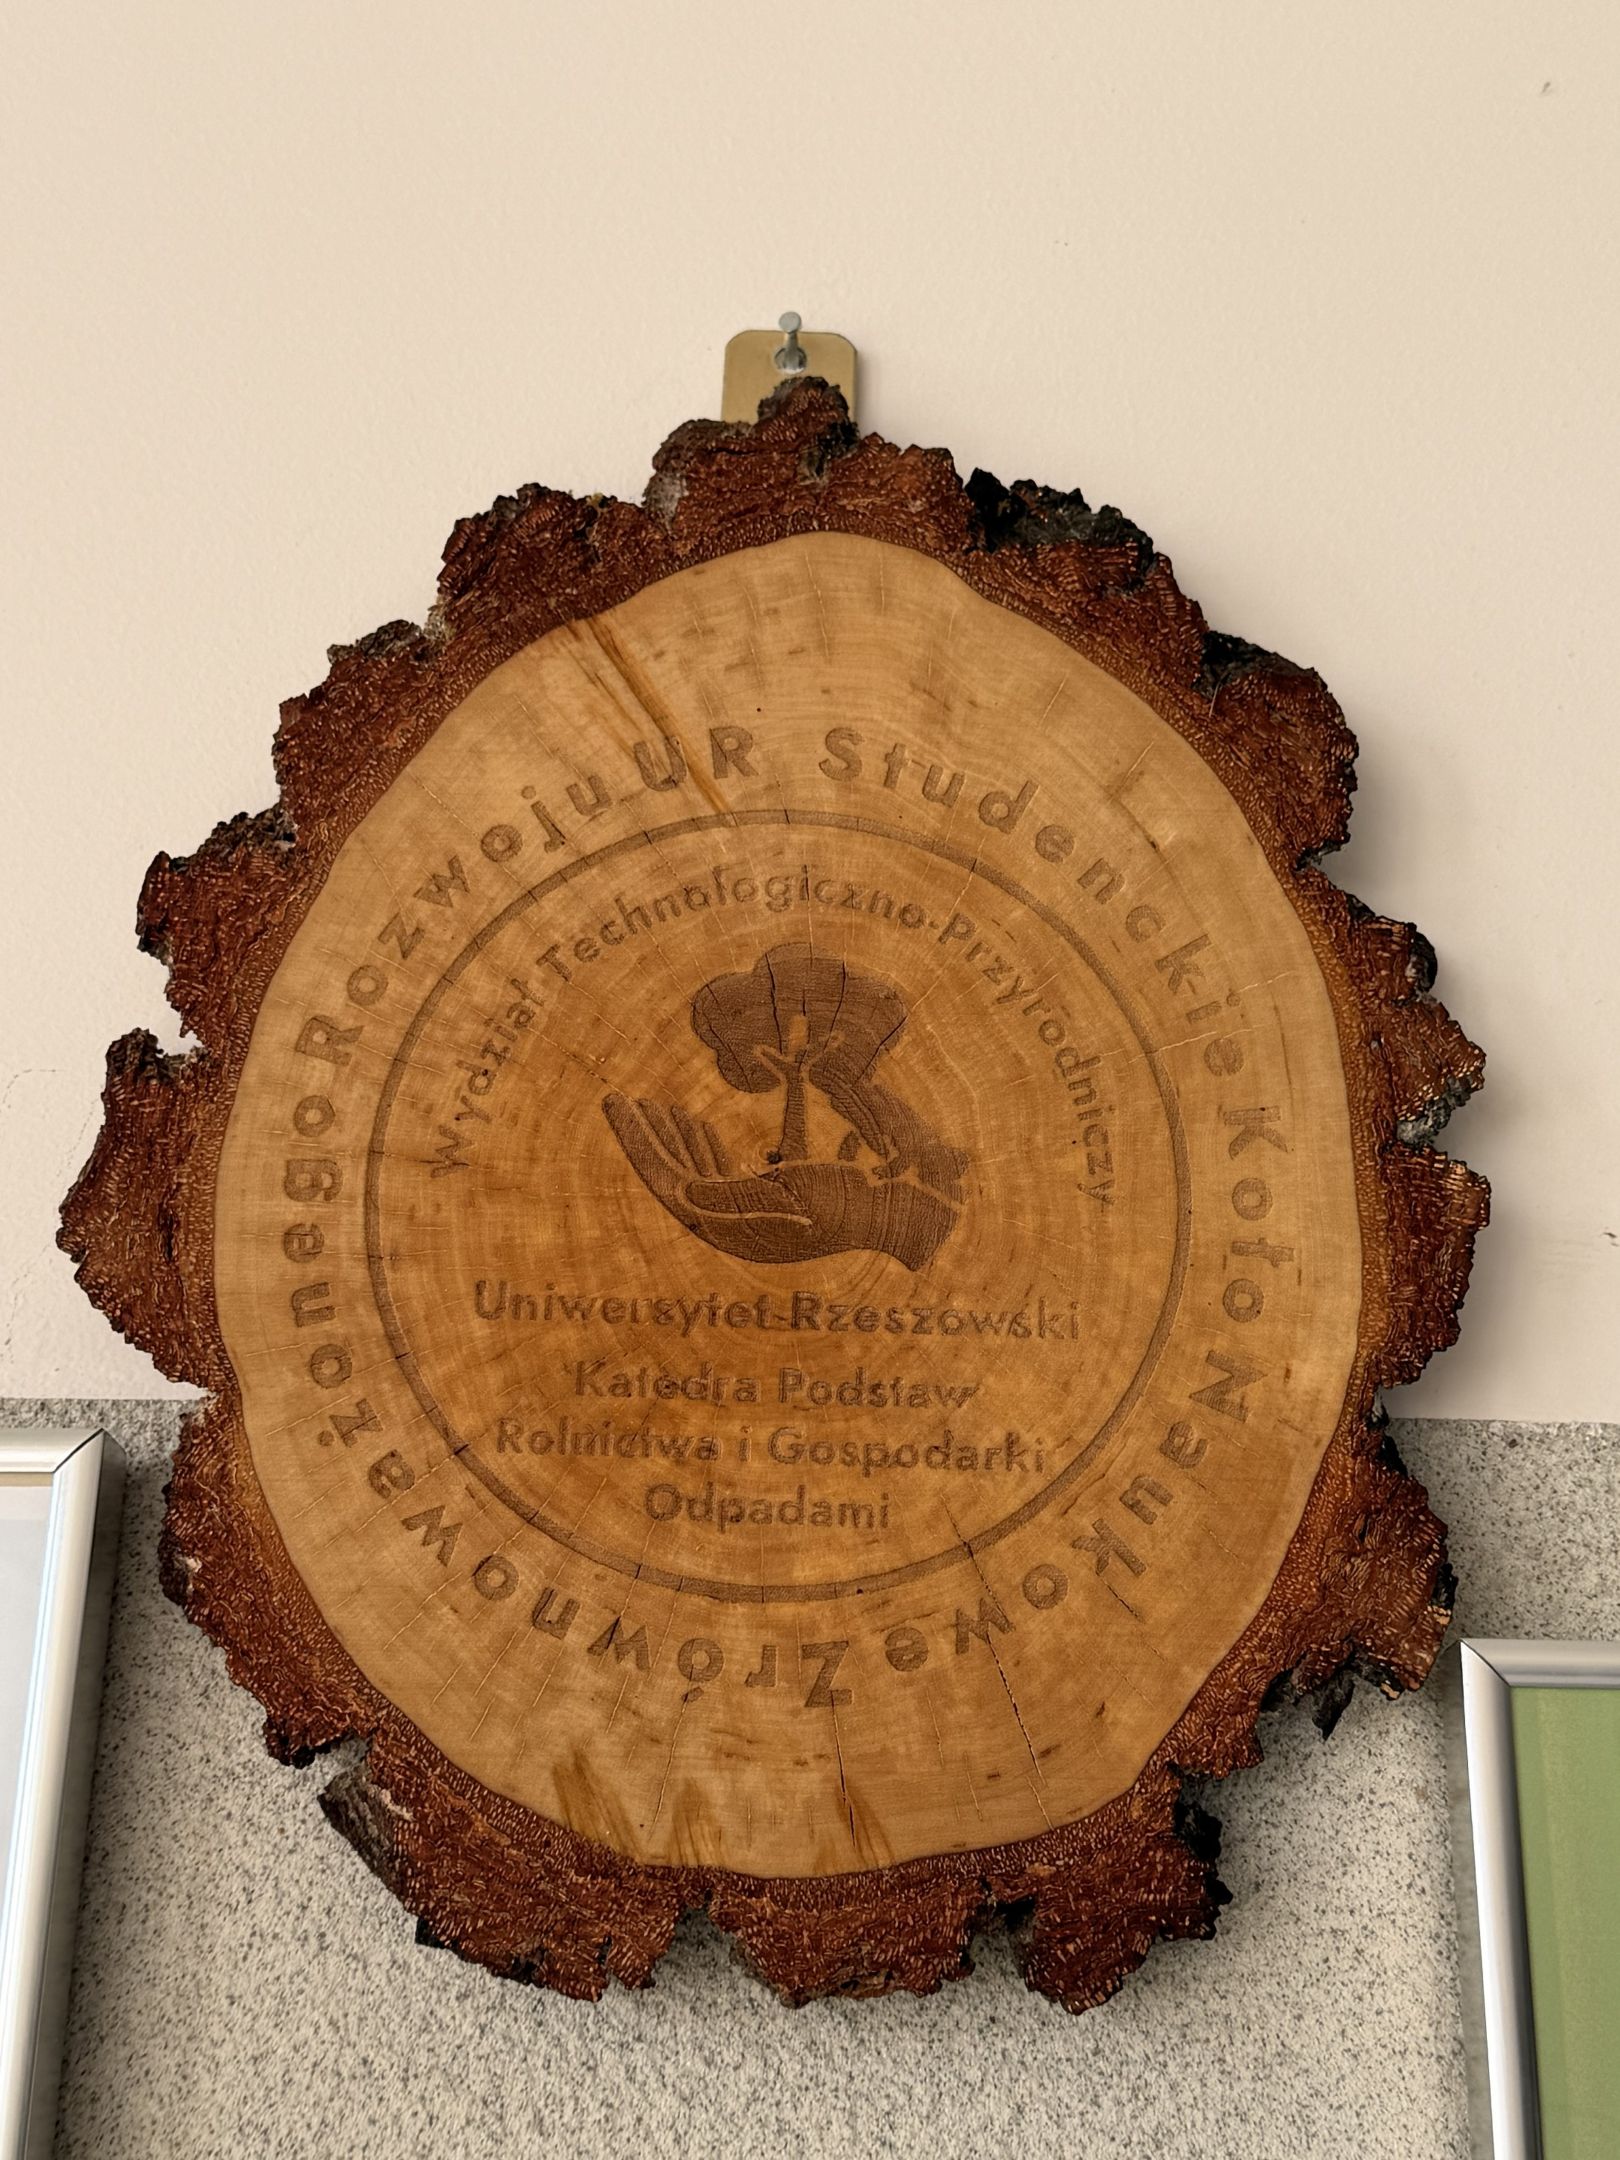 Studenckie Koło Naukowe Zrównoważonego Rozwoju UR
Wydział Technologiczno-Przyrodniczy
Uniwersytet Rzeszowski
Katedra Podstaw
Rolnictwa i Gospodarki
Odpadami